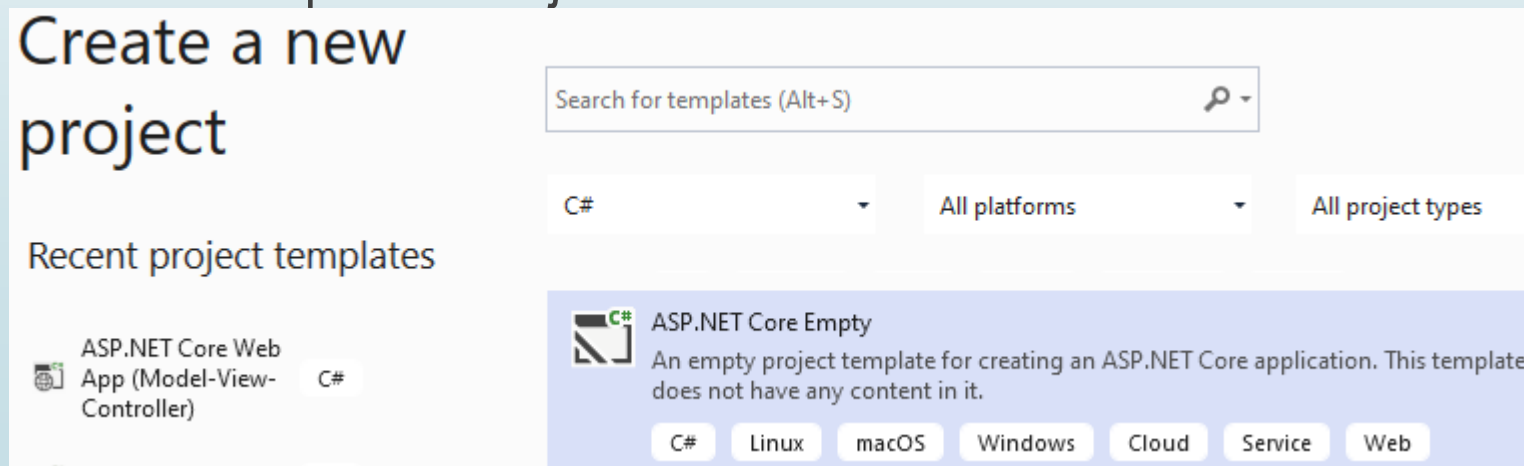 Create a new
project
Search for templates (Alt+S)
C#
All platforms
All project types
Recent project templates
ASP.NET Core Web
App (Model-View-
Controller)
C#
C#
ASP.NET Core Empty
An empty project template for creating an ASP.NET Core application. This template
does not have any content in it.
C#
Linux
macOS
Windows
Cloud
Service
Web